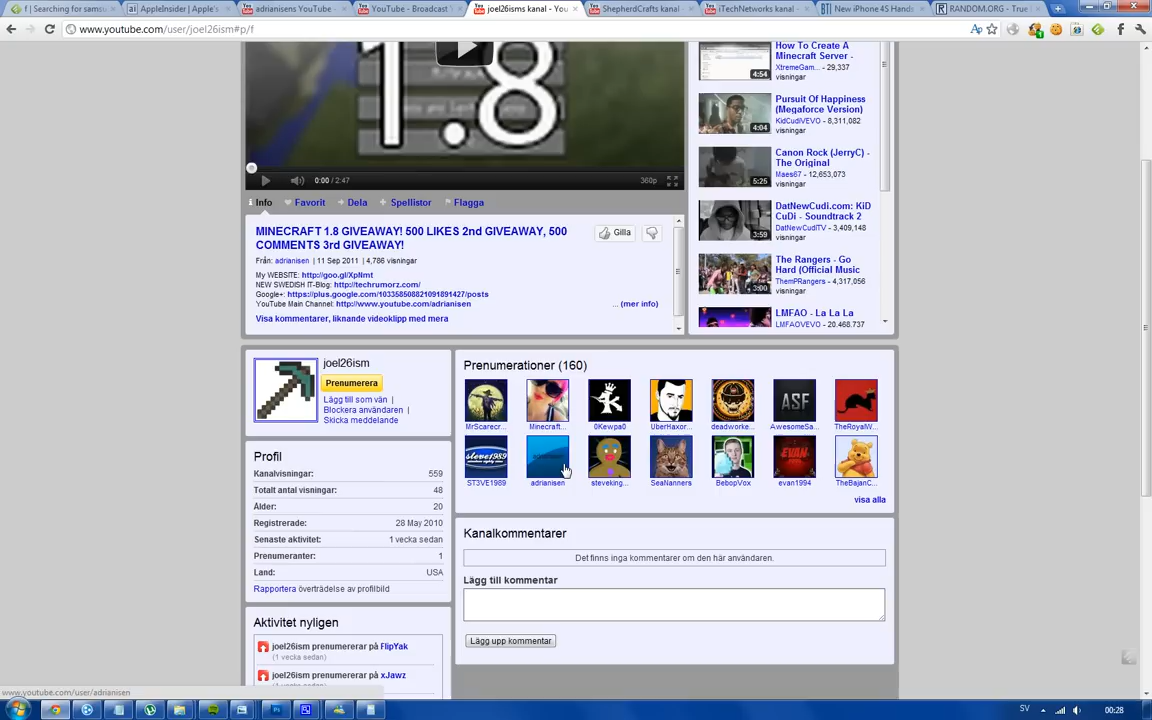 f | Searching for samsu
AppleInsider | Apple's
adrianisens YouTube
YouTube - Broadcast
joel26isms kanal - You
ShepherdCrafts kanal
iTechNetworks kanal
New iPhone 4S Hands
RANDOM.ORG - True
www.youtube.com/user/joel26ism#p/f
1.8
0:00 / 2:47
360p
Info
Favorit
Dela
Spellistor
Flagga
MINECRAFT 1.8 GIVEAWAY! 500 LIKES 2nd GIVEAWAY, 500
COMMENTS 3rd GIVEAWAY!
Gilla
Från: adrianisen | 11 Sep 2011 | 4,786 visningar
My WEBSITE: http://goo.gl/XpNmt
NEW SWEDISH IT-Blog: http://techrumorz.com/
Google+: https://plus.google.com/103358508821091891427/posts
YouTube Main Channel: http://www.youtube.com/adrianisen
... (mer info)
Visa kommentarer, liknande videoklipp med mera
How To Create A
Minecraft Server -
XtremeGam... - 29,337
visningar
4:54
Pursuit Of Happiness
(Megaforce Version)
KidCudiVEVO - 8,311,082
visningar
4:04
Canon Rock (JerryC) -
The Original
Maes67 - 12,653,073
visningar
5:25
DatNewCudi.com: KiD
CuDi - Soundtrack 2
DatNewCudiTV - 3,409,148
visningar
3:59
The Rangers - Go
Hard (Official Music
ThemPRangers - 4,317,056
visningar
3:00
LMFAO - La La La
LMFAOVEVO - 20,468,737
joel26ism
Prenumerera
Lägg till som vän |
Blockera användaren |
Skicka meddelande
Profil
Kanalvisningar: 559
Totalt antal visningar: 48
Ålder: 20
Registrerade: 28 May 2010
Senaste aktivitet: 1 vecka sedan
Prenumeranter: 1
Land: USA
Rapportera överträdelse av profilbild
Aktivitet nyligen
joel26ism prenumererar på FlipYak
(1 vecka sedan)
joel26ism prenumererar på xJawz
Prenumerationer (160)
MrScarecr...
Minecraft...
0Kewpa0
UberHaxor...
deadworke...
ASF
AwesomeSa...
TheRoyalW...
steve1989
ST3VE1989
adrianisen
steveking...
SeaNanners
BebopVox
EVAN
evan1994
TheBajanC...
visa alla
Kanalkommentarer
Det finns inga kommentarer om den här användaren.
Lägg till kommentar
Lägg upp kommentar
www.youtube.com/user/adrianisen
SV
00:28